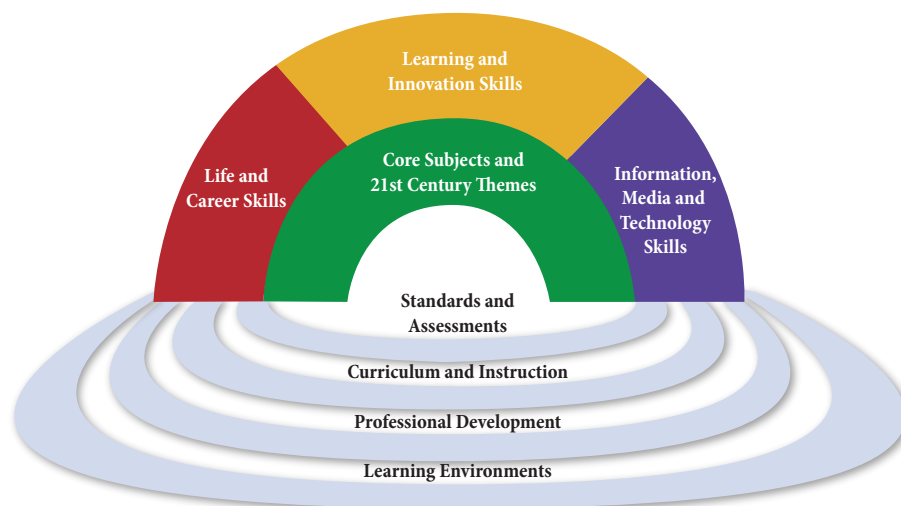 Learning and
Innovation Skills
Core Subjects and
21st Century Themes
Life and
Career Skills
Information,
Media and
Technology
Skills
Standards and
Assessments
Curriculum and Instruction
Professional Development
Learning Environments